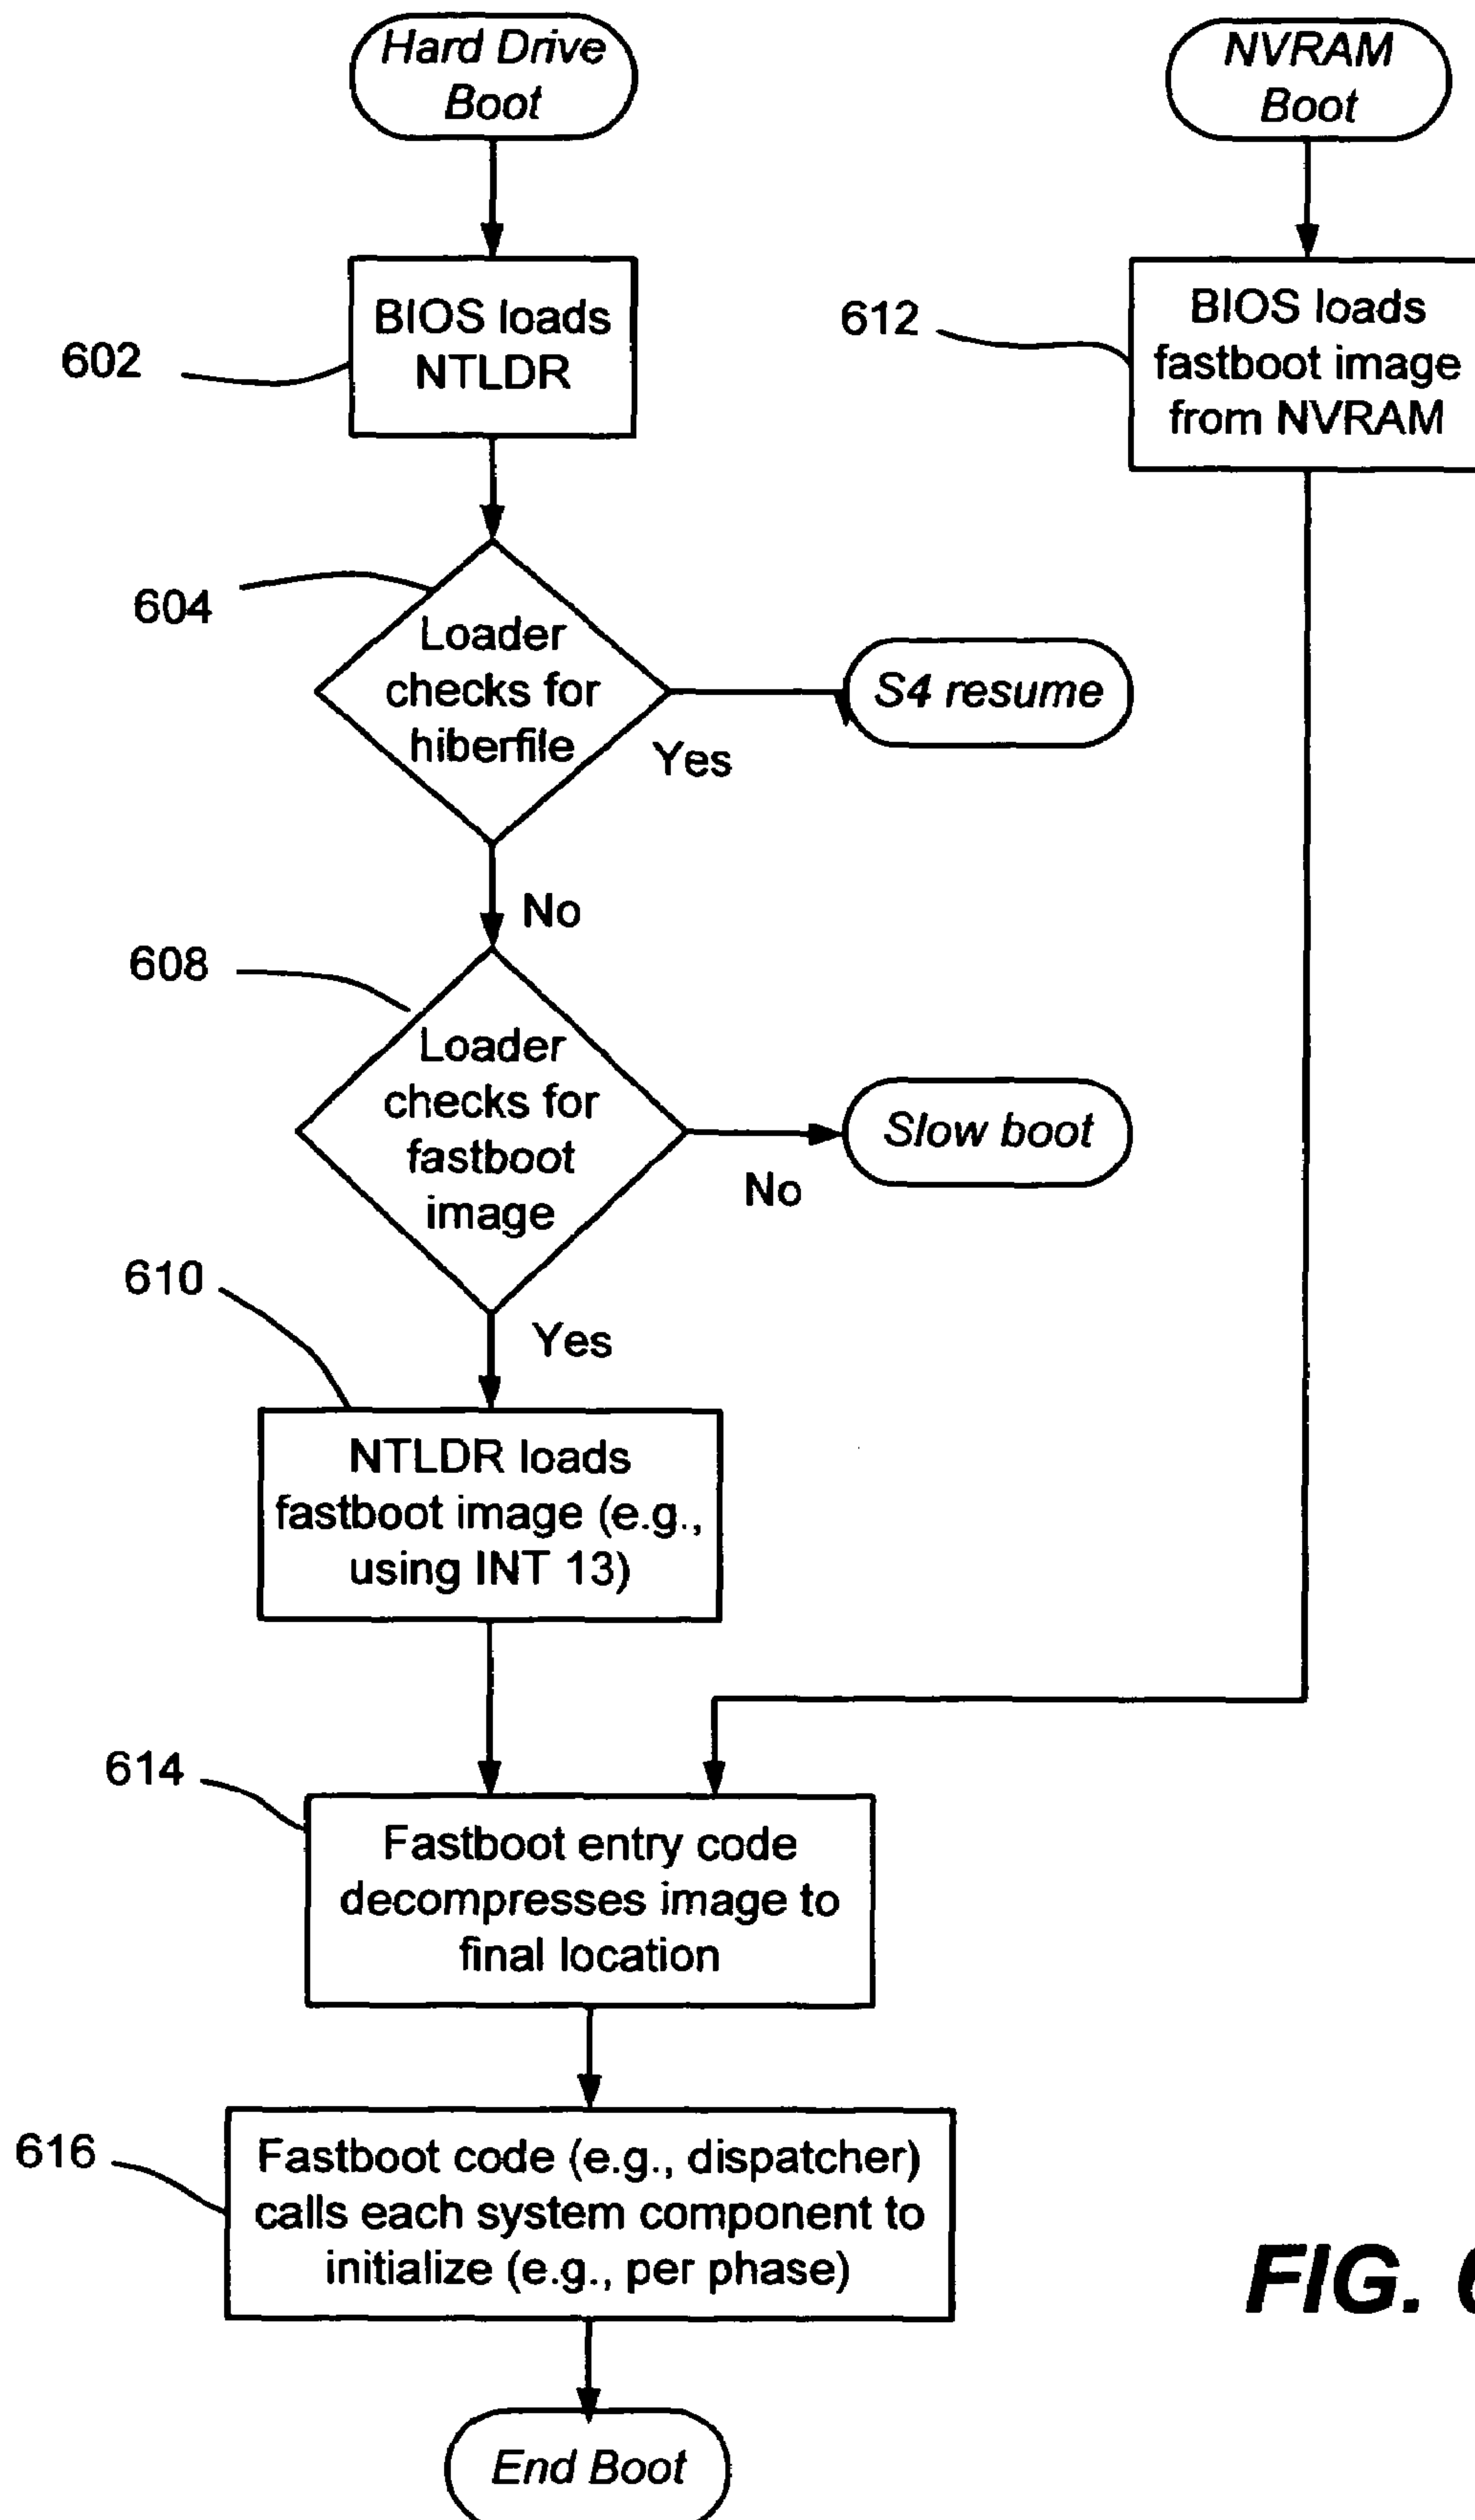 Hard Drive
Boot
NVRAM
Boot
602
BIOS loads
NTLDR
612
BIOS loads
fastboot image
from NVRAM
604
Loader
checks for
hiberfile
Yes
S4 resume
No
608
Loader
checks for
fastboot
image
No
Slow boot
610
Yes
NTLDR loads
fastboot image (e.g.,
using INT 13)
614
Fastboot entry code
decompresses image to
final location
616
Fastboot code (e.g., dispatcher)
calls each system component to
initialize (e.g., per phase)
FIG.
End Boot